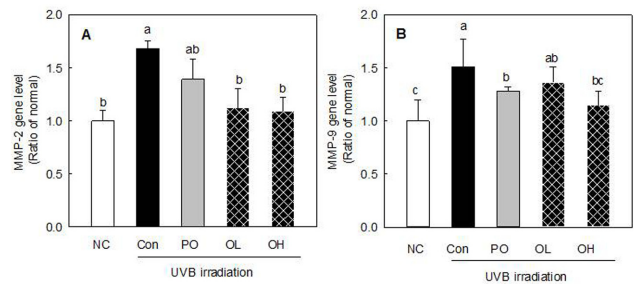 A
MMP-2 gene level
(Ratio of normal)
2.0
1.5
1.0
0.5
0.0
b
a
ab
b
b
NC Con PO OL OH
UVB irradiation
B
MMP-9 gene level
(Ratio of normal)
2.0
1.5
1.0
0.5
0.0
c
a
b
ab
bc
NC Con PO OL OH
UVB irradiation